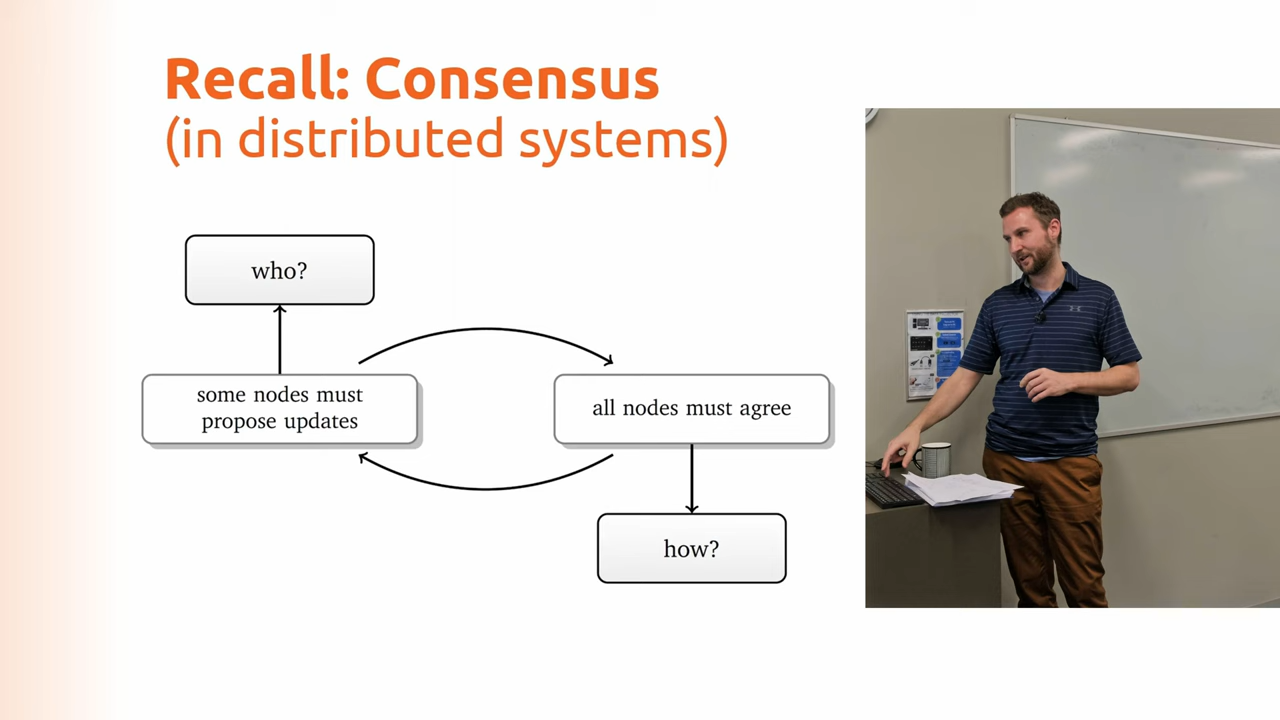 Recall: Consensus
(in distributed systems)
who?
some nodes must
propose updates
all nodes must agree
how?